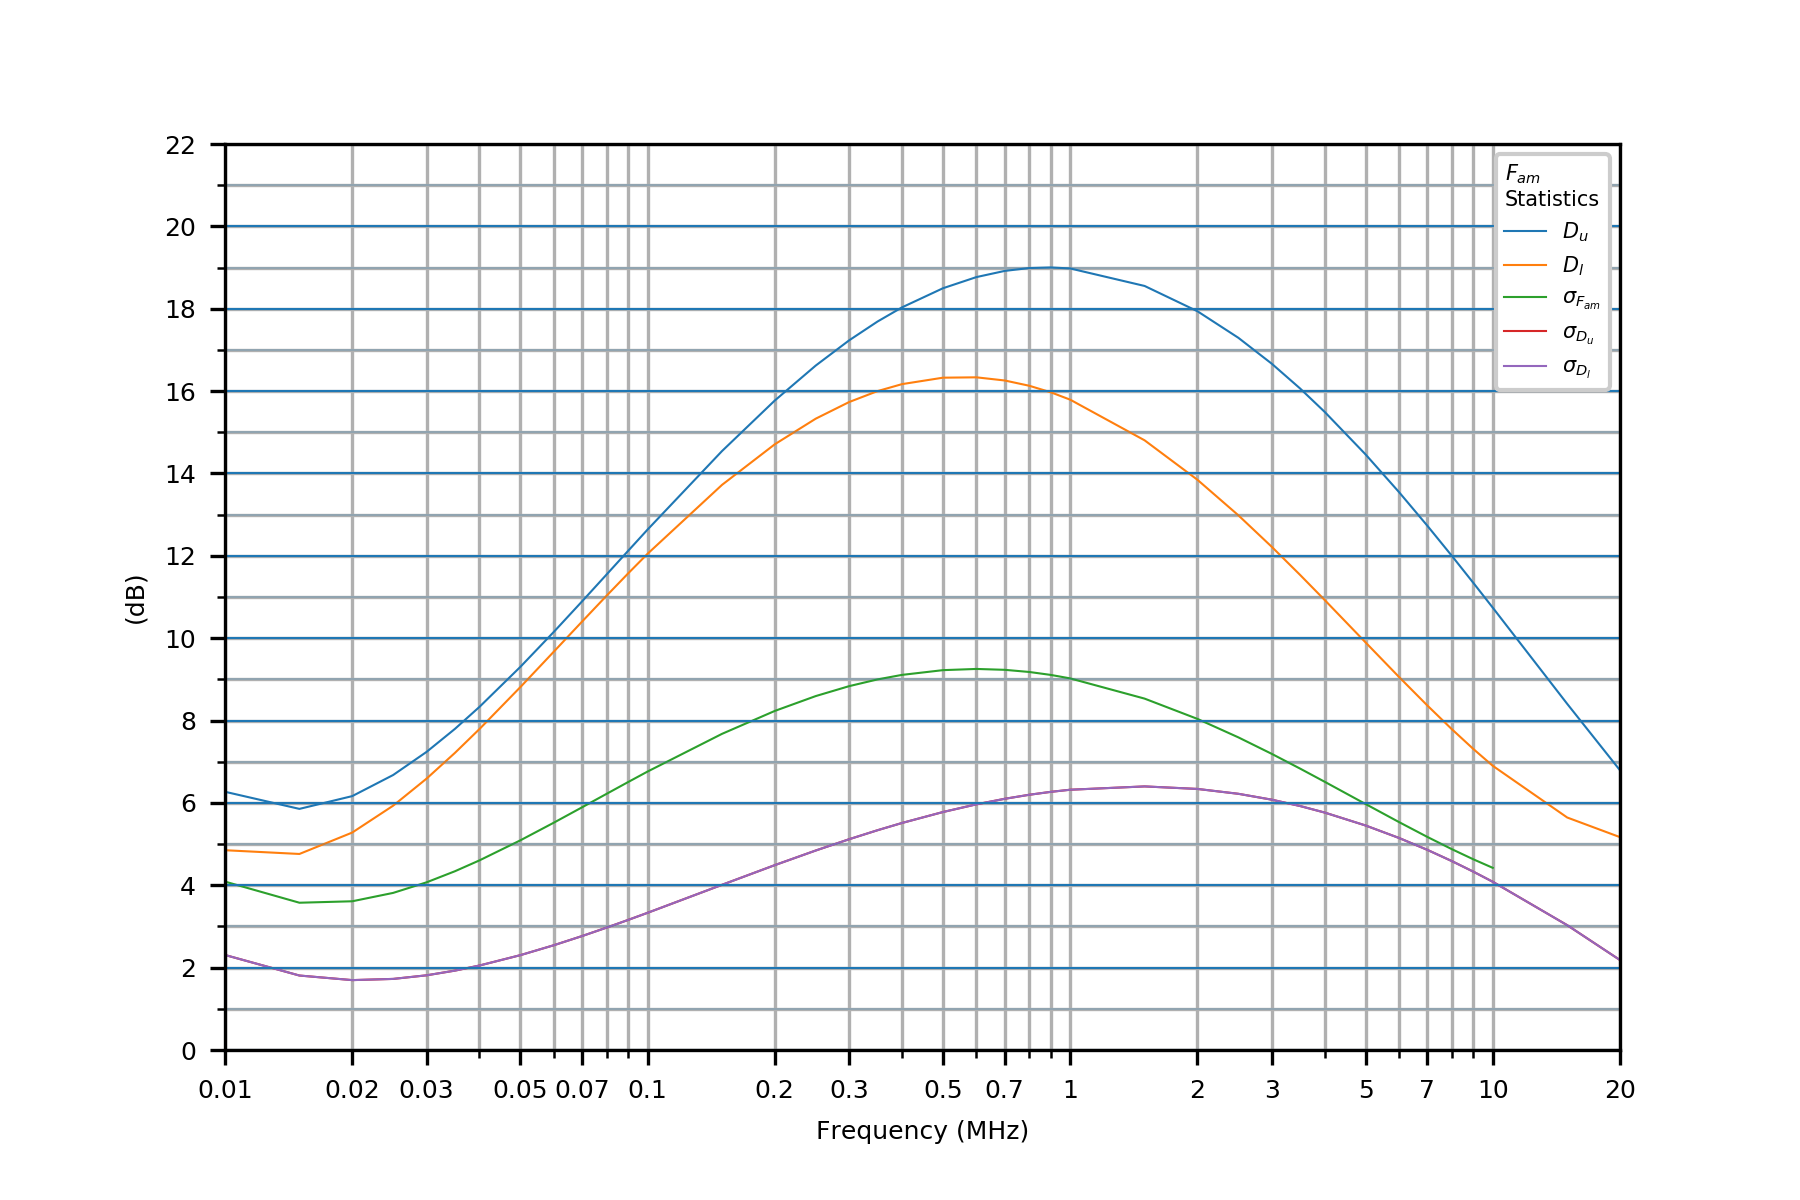 F_am
Statistics
D_u
D_l
σ_F_am
σ_D_u
σ_D_l
22
20
18
16
14
12
10
8
6
4
2
0
(dB)
0.01 0.02 0.03 0.05 0.07 0.1 0.2 0.3 0.5 0.7 1 2 3 5 7 10 20
Frequency (MHz)